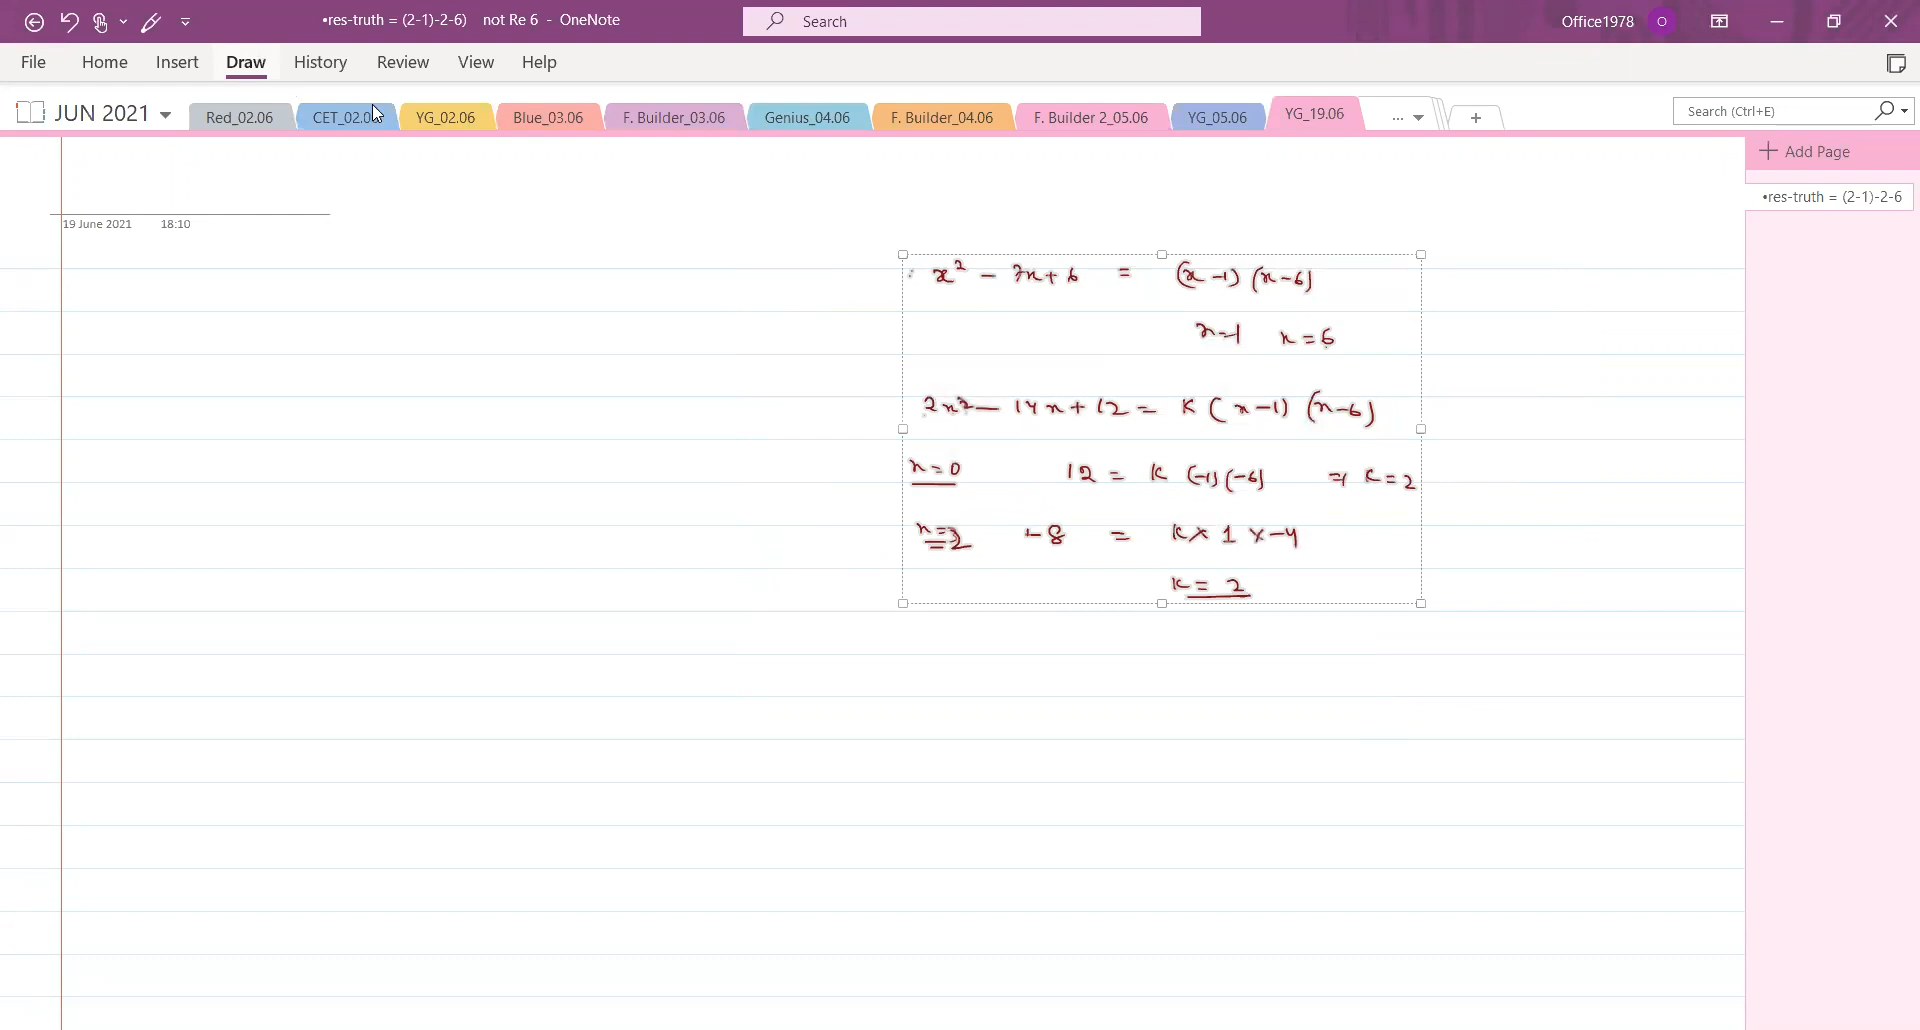 •res-truth = (2-1)-2-6) not Re 6 - OneNote
Search
Office1978
O
File Home Insert Draw History Review View Help
JUN 2021
Red_02.06 CET_02.0 YG_02.06 Blue_03.06 F. Builder_03.06 Genius_04.06 F. Builder_04.06 F. Builder 2_05.06 YG_05.06 YG_19.06 ... +
Search (Ctrl+E)
Add Page
•res-truth = (2-1)-2-6
19 June 2021 18:10
x² - 7x+6 = (x-1) (x-6)
x=1 x=6
2x² - 14x+12 = K (x-1) (x-6)
x=0 12 = K (-1)(-6) ⇒ K=2
x=2 -8 = K× 1 ×-4
K= 2